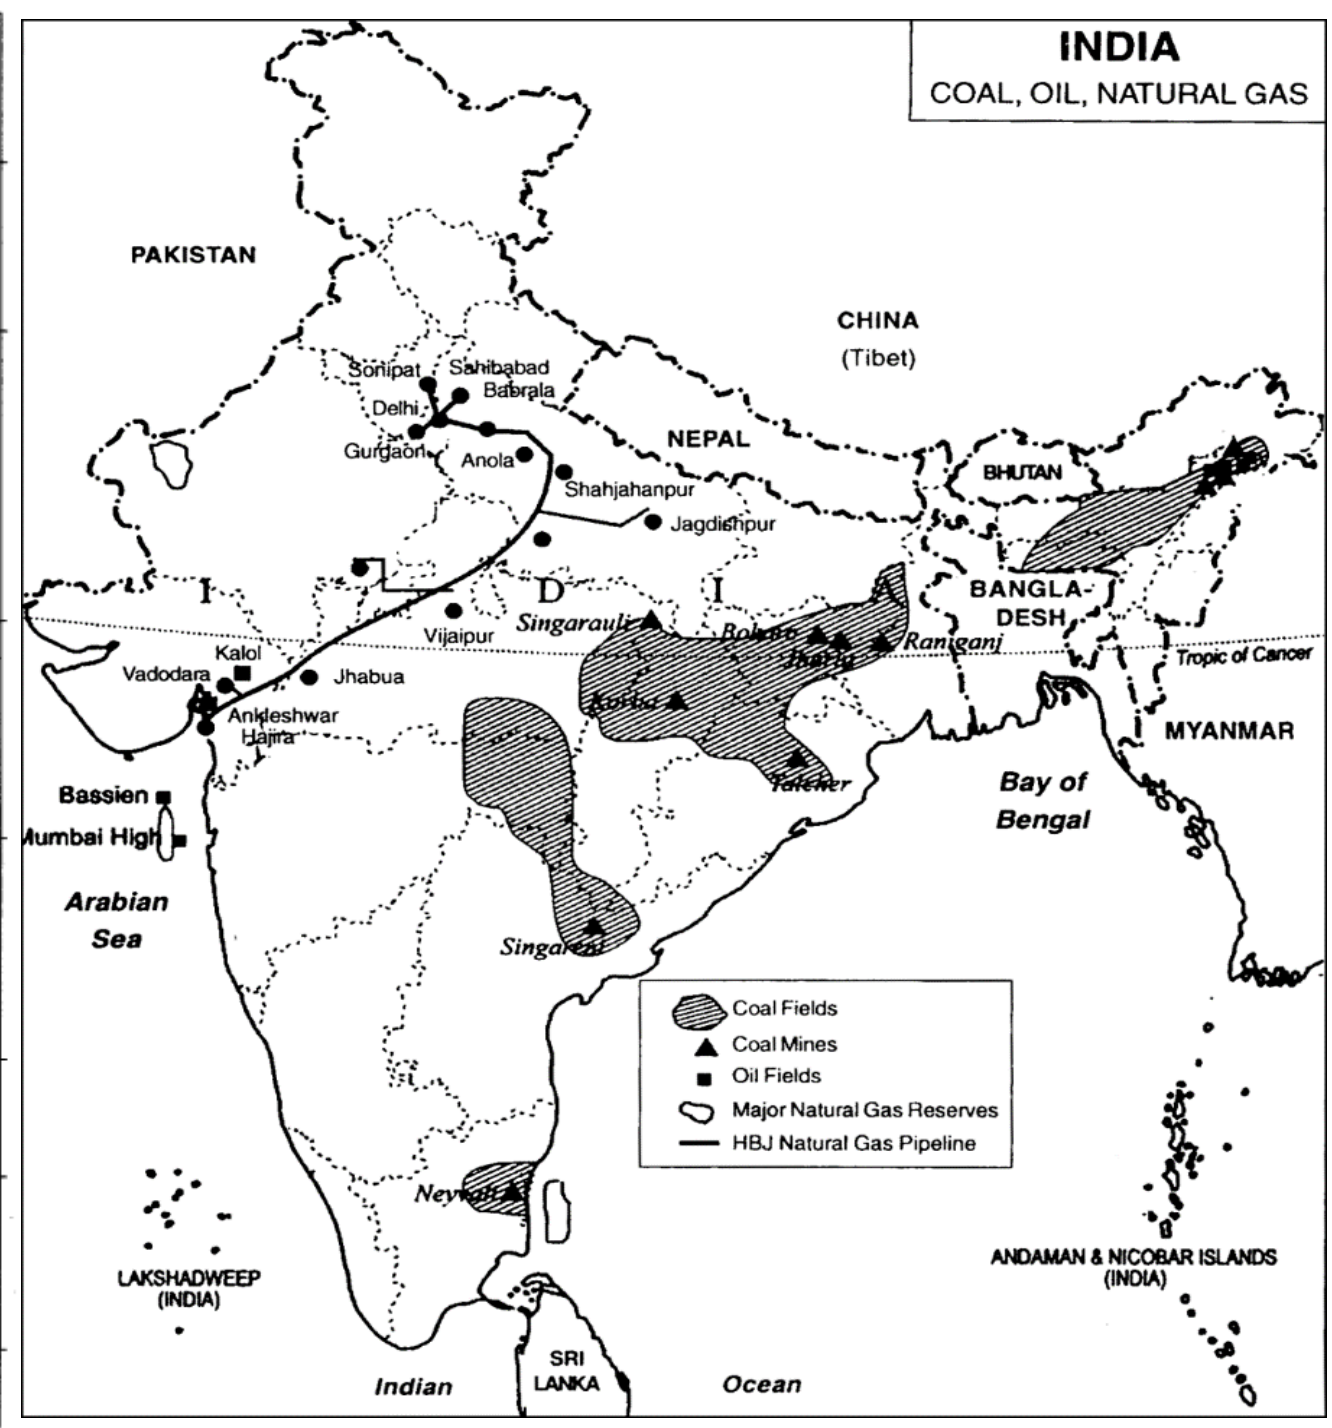 INDIA
COAL, OIL, NATURAL GAS
PAKISTAN
CHINA
(Tibet)
Sonipat
Sahibabad
Babrala
Delhi
Gurgaon
Anola
NEPAL
BHUTAN
Shahjahanpur
Jagdishpur
I
D
I
A
BANGLA-
DESH
Singarauli
Vijaipur
Bokaro
Jharia
Raniganj
Kalol
Tropic of Cancer
Vadodara
Jhabua
Korba
Ankleshwar
Hajira
MYANMAR
Talcher
Bay of
Bengal
Bassien
Mumbai High
Arabian
Sea
Singareni
Coal Fields
Coal Mines
Oil Fields
Major Natural Gas Reserves
HBJ Natural Gas Pipeline
Neyvali
LAKSHADWEEP
(INDIA)
ANDAMAN & NICOBAR ISLANDS
(INDIA)
SRI
LANKA
Indian
Ocean